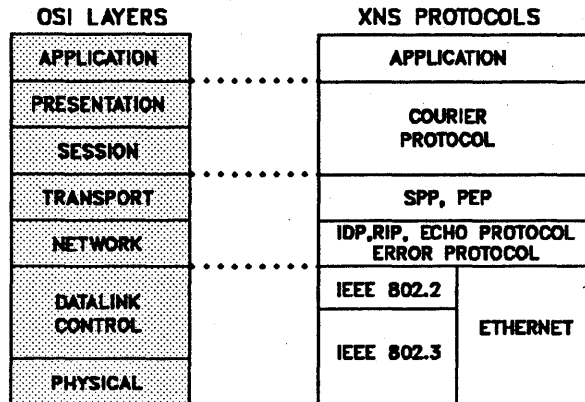 OSI LAYERS
APPLICATION
PRESENTATION
SESSION
TRANSPORT
NETWORK
DATALINK
CONTROL
PHYSICAL
XNS PROTOCOLS
APPLICATION
COURIER
PROTOCOL
SPP, PEP
IDP,RIP, ECHO PROTOCOL
ERROR PROTOCOL
IEEE 802.2
IEEE 802.3
ETHERNET